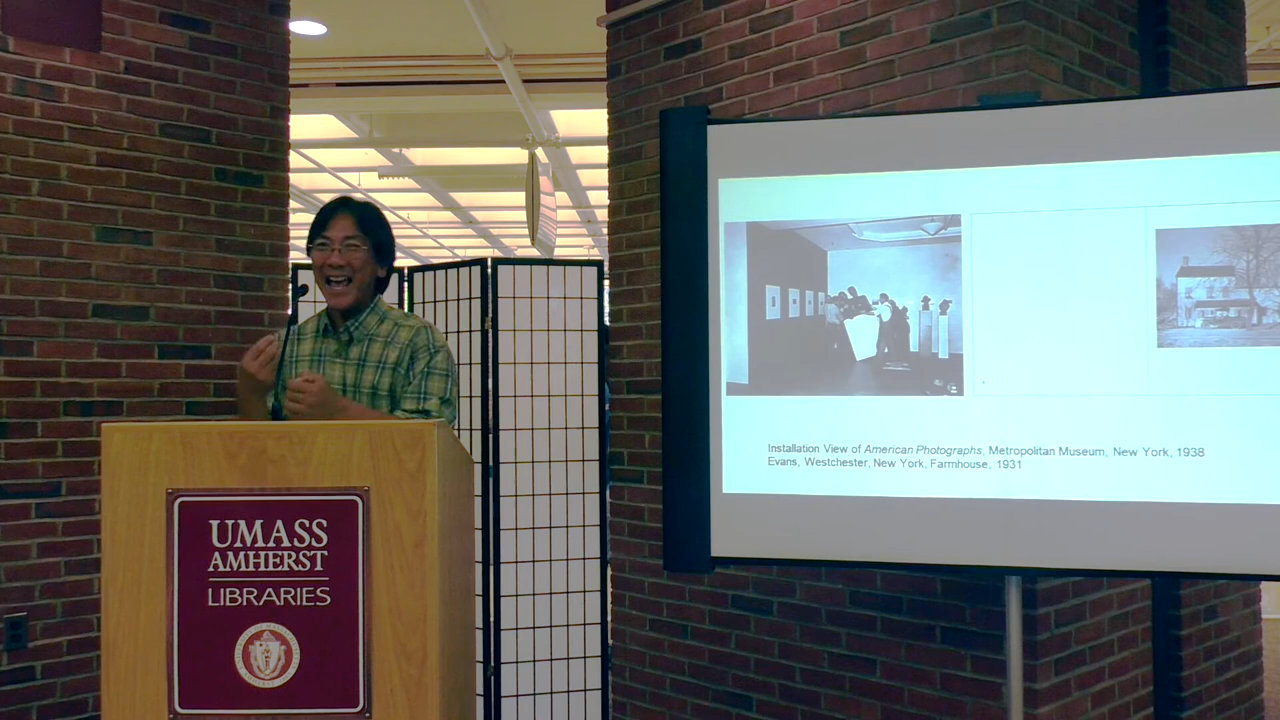 UMASS
AMHERST
LIBRARIES
Installation View of American Photographs, Metropolitan Museum, New York, 1938
Evans, Westchester, New York, Farmhouse, 1931